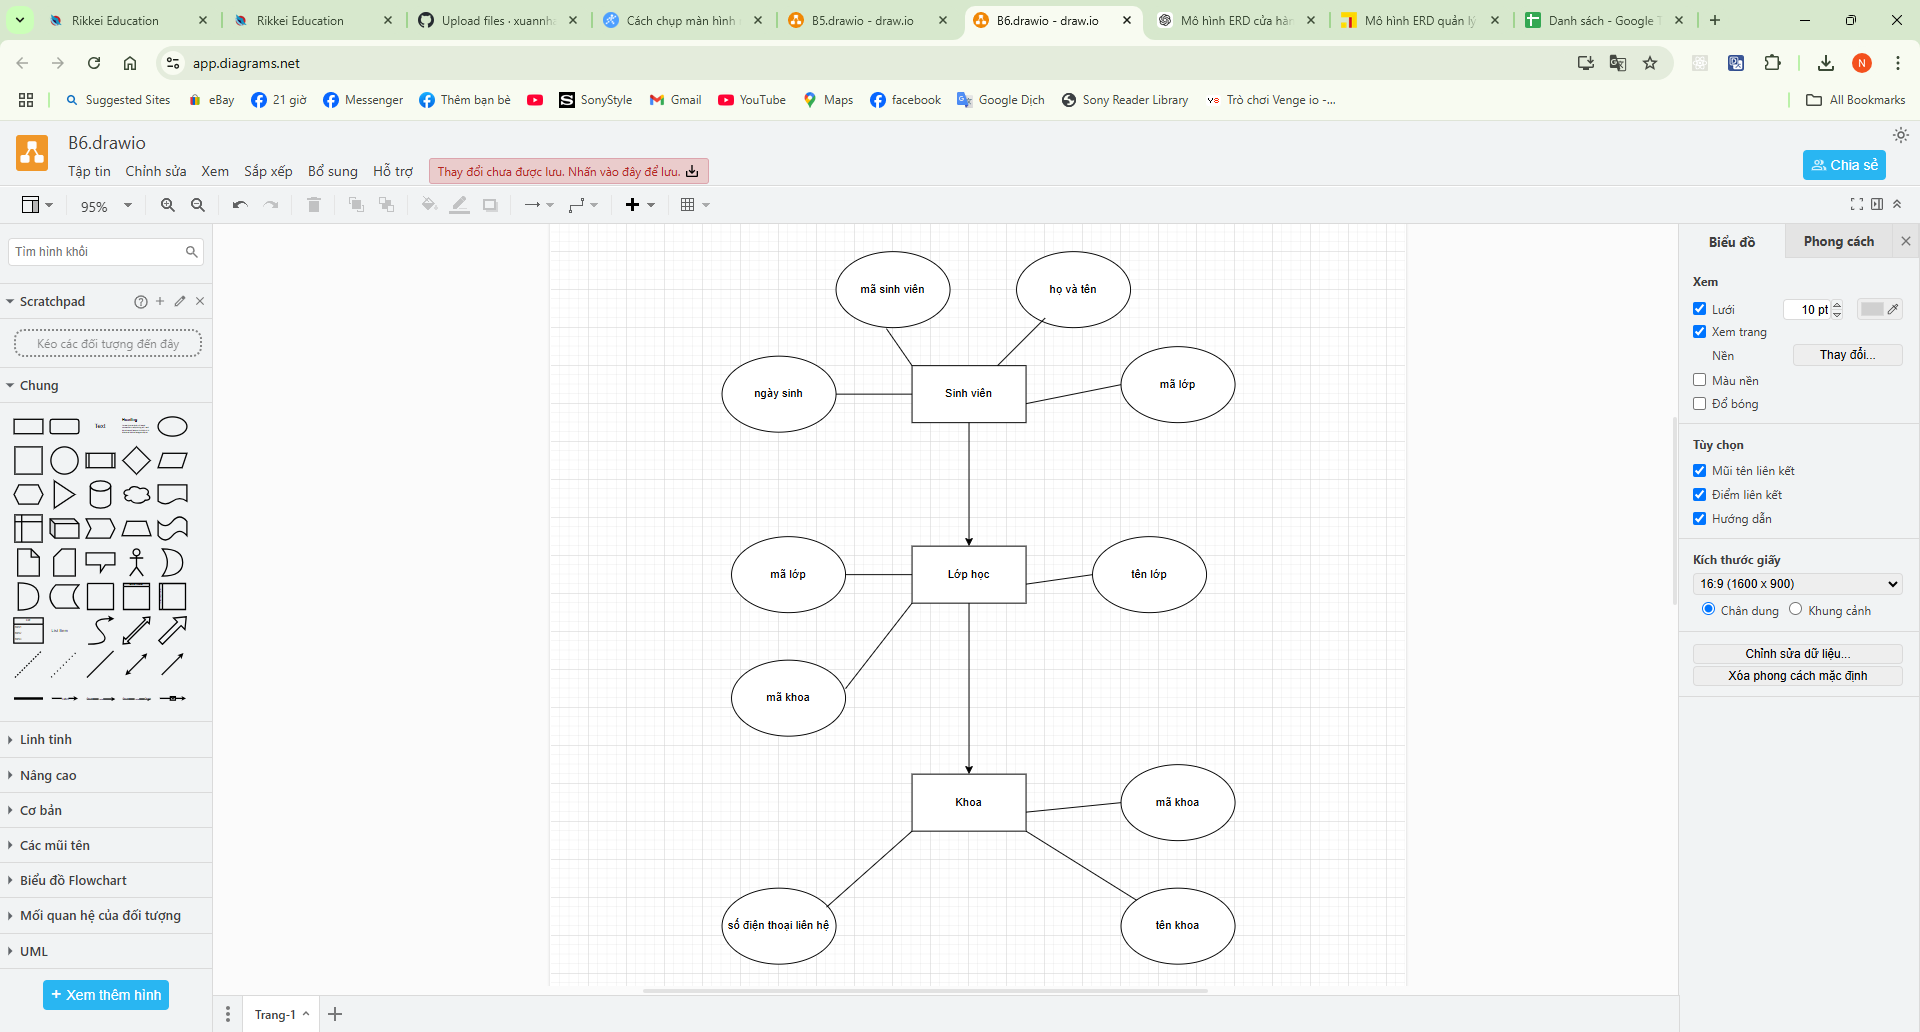 Rikkei Education
Rikkei Education
Upload files · xuannh
Cách chụp màn hình
B5.drawio - draw.io
B6.drawio - draw.io
Mô hình ERD cửa hàn
Mô hình ERD quản lý
Danh sách - Google
app.diagrams.net
N
Suggested Sites
eBay
21 giờ
Messenger
Thêm bạn bè
SonyStyle
Gmail
YouTube
Maps
facebook
Google Dịch
Sony Reader Library
Trò chơi Venge io -...
All Bookmarks
B6.drawio
Tập tin
Chỉnh sửa
Xem
Sắp xếp
Bổ sung
Hỗ trợ
Thay đổi chưa được lưu. Nhấn vào đây để lưu.
Chia sẻ
95%
Tìm hình khối
Scratchpad
Kéo các đối tượng đến đây
Chung
Text
Heading
Linh tinh
Nâng cao
Cơ bản
Các mũi tên
Biểu đồ Flowchart
Mối quan hệ của đối tượng
UML
+ Xem thêm hình
mã sinh viên
họ và tên
ngày sinh
Sinh viên
mã lớp
mã lớp
Lớp học
tên lớp
mã khoa
Khoa
mã khoa
số điện thoại liên hệ
tên khoa
Trang-1
Biểu đồ
Phong cách
Xem
Lưới
10 pt
Xem trang
Nền
Thay đổi...
Màu nền
Đổ bóng
Tùy chọn
Mũi tên liên kết
Điểm liên kết
Hướng dẫn
Kích thước giấy
16:9 (1600 x 900)
Chân dung
Khung cảnh
Chỉnh sửa dữ liệu...
Xóa phong cách mặc định